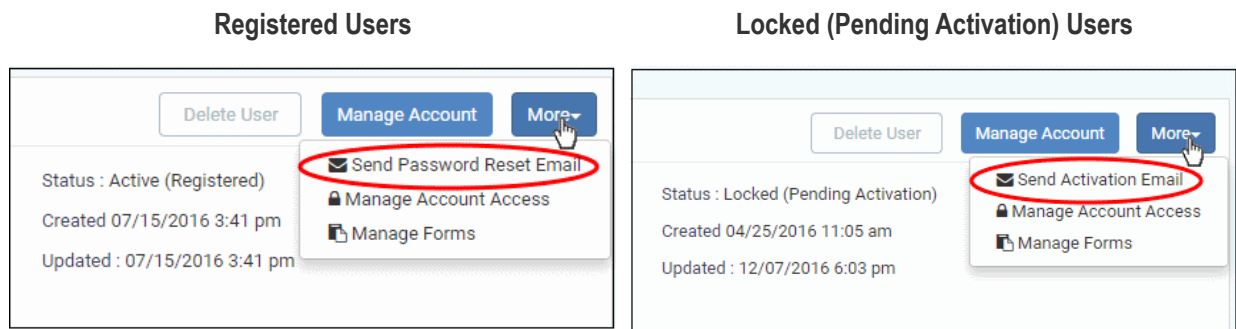 Registered Users
Delete User Manage Account More
Send Password Reset Email
Manage Account Access
Manage Forms
Status : Active (Registered)
Created 07/15/2016 3:41 pm
Updated : 07/15/2016 3:41 pm
Locked (Pending Activation) Users
Delete User Manage Account More
Send Activation Email
Manage Account Access
Manage Forms
Status : Locked (Pending Activation)
Created 04/25/2016 11:05 am
Updated : 12/07/2016 6:03 pm